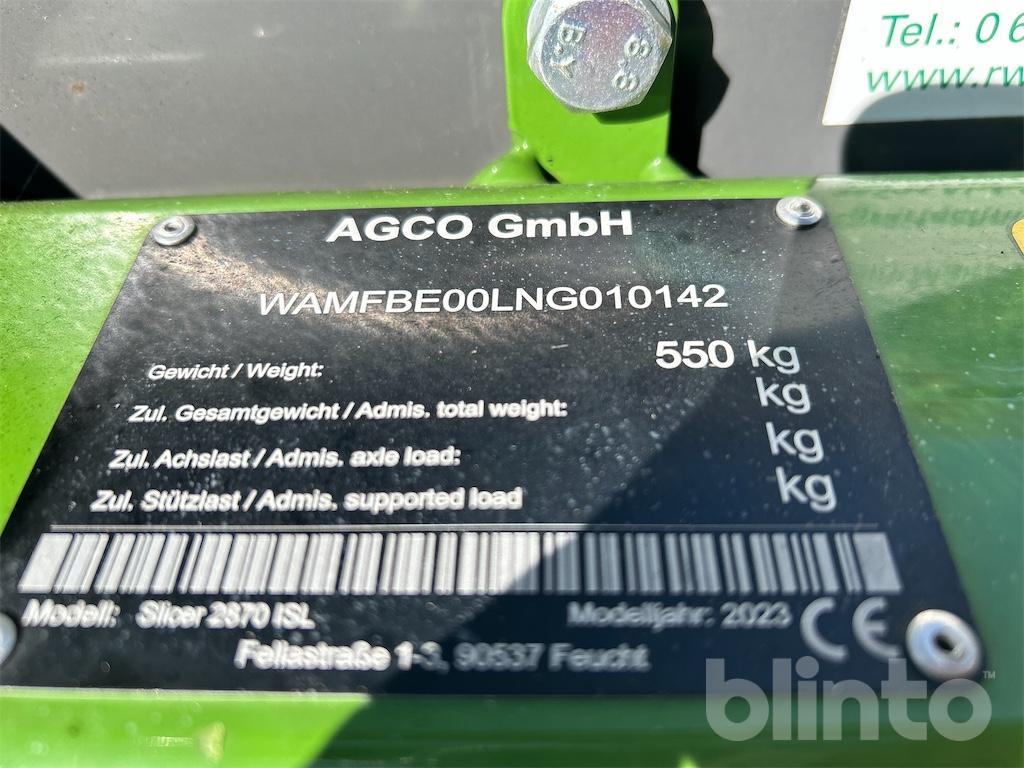 8.8
B.Y
Tel.: 06
www.rw
AGCO GmbH
WAMFBE00LNG010142
Gewicht / Weight: 550 kg
Zul. Gesamtgewicht / Admis. total weight: kg
Zul. Achslast / Admis. axle load: kg
Zul. Stützlast / Admis. supported load kg
Modell: Slicer 2870 ISL Modelljahr: 2023 CE
Fellastraße 1-3, 90537 Feucht
blinto™